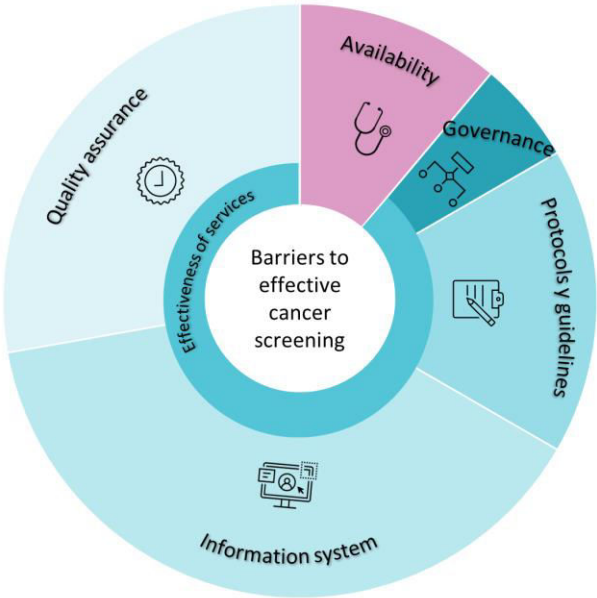 Barriers to
effective
cancer
screening
Effectiveness of services
Availability
Governance
Protocols y guidelines
Information system
Quality assurance